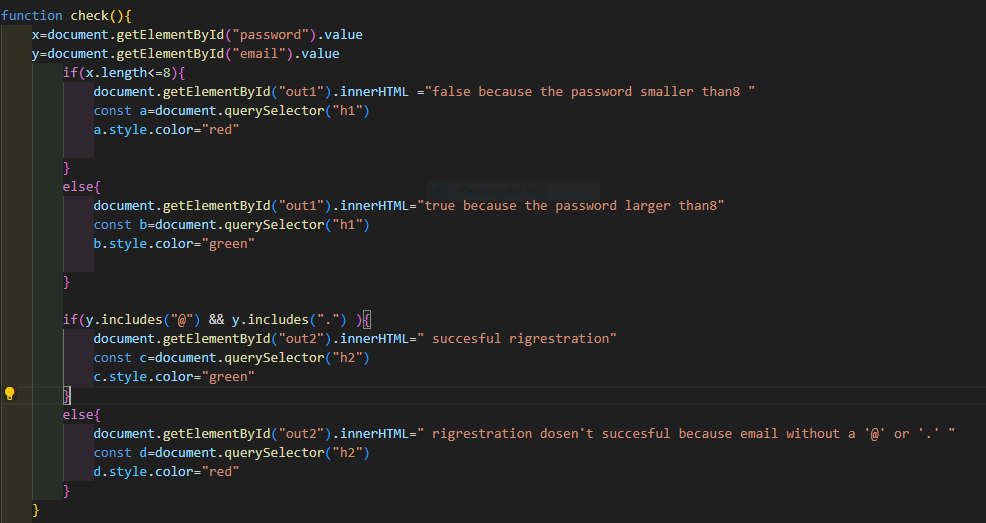 function check(){
x=document.getElementById("password").value
y=document.getElementById("email").value
if(x.length<=8){
document.getElementById("out1").innerHTML ="false because the password smaller than8 "
const a=document.querySelector("h1")
a.style.color="red"
}
else{
document.getElementById("out1").innerHTML="true because the password larger than8"
const b=document.querySelector("h1")
b.style.color="green"
}
if(y.includes("@") && y.includes(".") ){
document.getElementById("out2").innerHTML=" succesful rigrestration"
const c=document.querySelector("h2")
c.style.color="green"
}
else{
document.getElementById("out2").innerHTML=" rigrestration dosen't succesful because email without a '@' or '.' "
const d=document.querySelector("h2")
d.style.color="red"
}
}